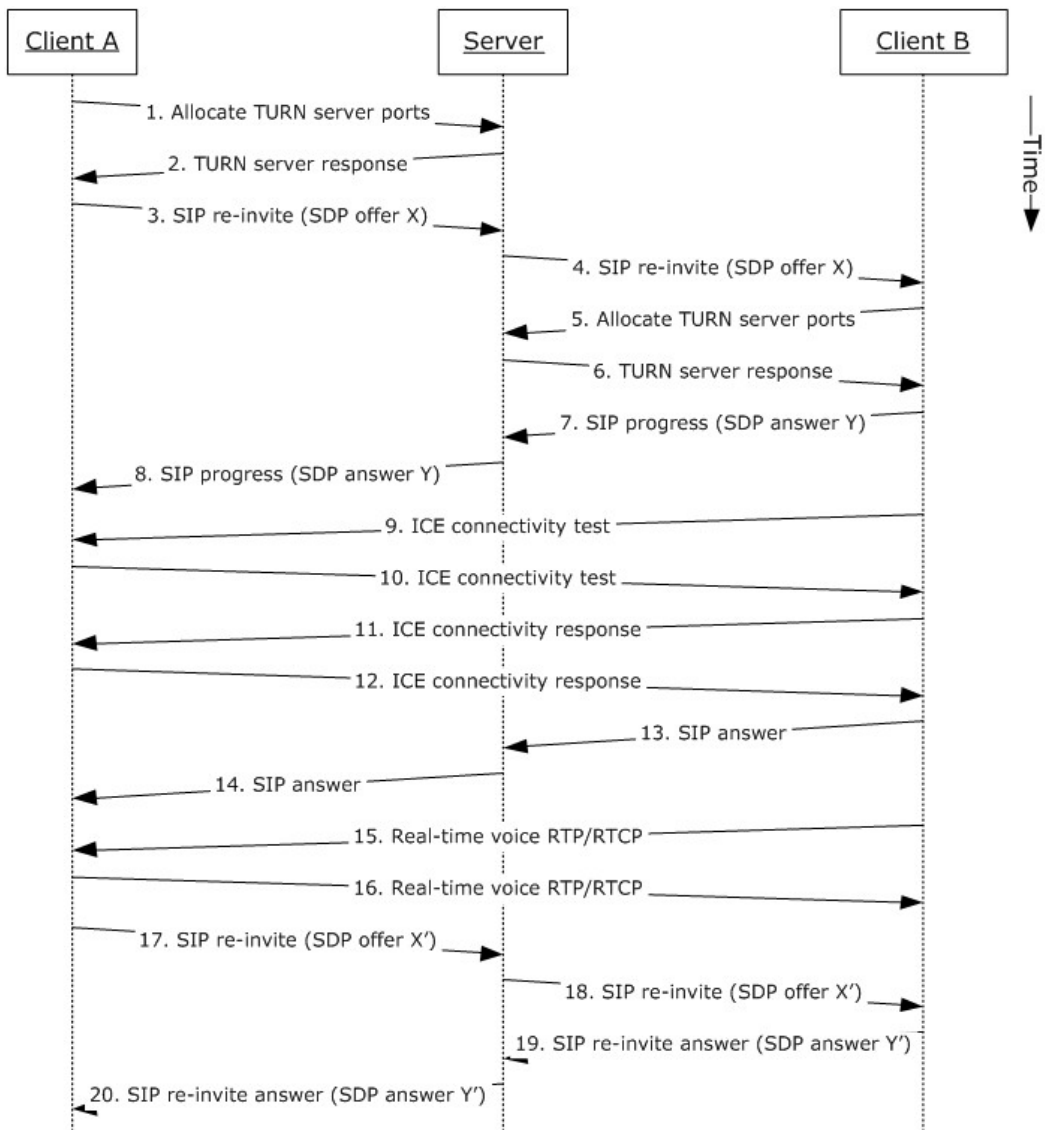 Client A
Server
Client B
Time
1. Allocate TURN server ports
2. TURN server response
3. SIP re-invite (SDP offer X)
4. SIP re-invite (SDP offer X)
5. Allocate TURN server ports
6. TURN server response
7. SIP progress (SDP answer Y)
8. SIP progress (SDP answer Y)
9. ICE connectivity test
10. ICE connectivity test
11. ICE connectivity response
12. ICE connectivity response
13. SIP answer
14. SIP answer
15. Real-time voice RTP/RTCP
16. Real-time voice RTP/RTCP
17. SIP re-invite (SDP offer X′)
18. SIP re-invite (SDP offer X′)
19. SIP re-invite answer (SDP answer Y′)
20. SIP re-invite answer (SDP answer Y′)